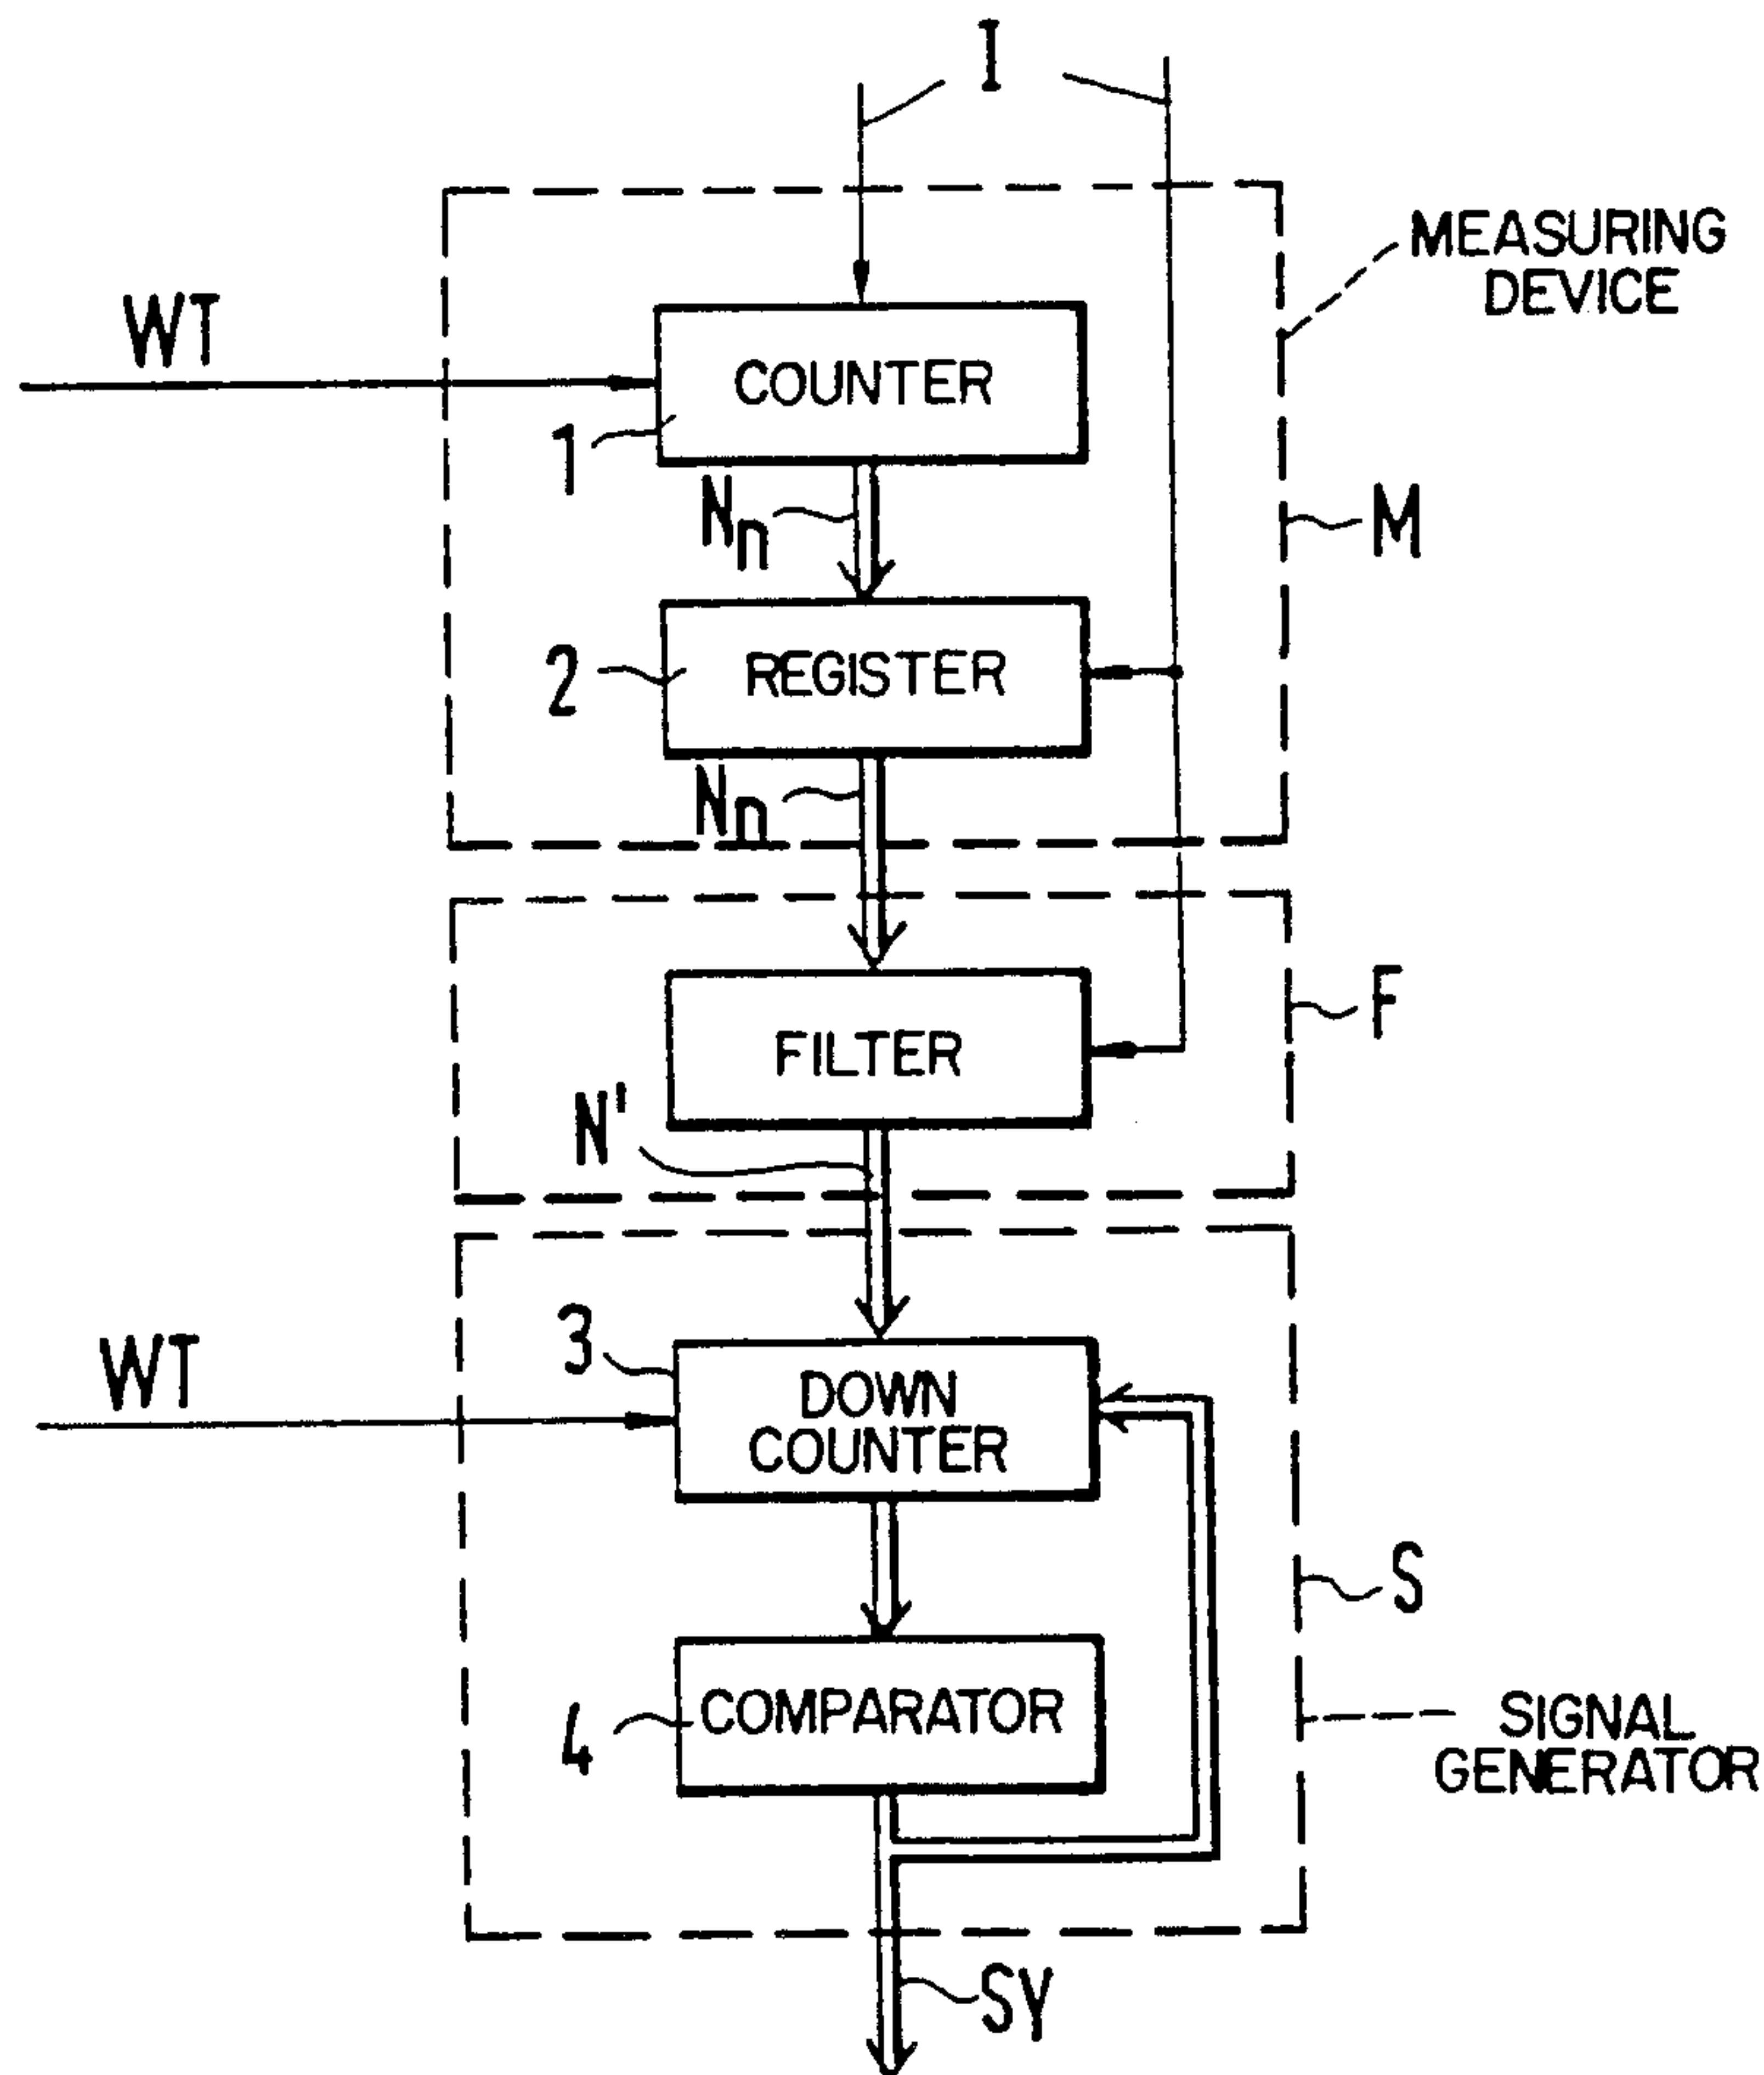 I
MEASURING
DEVICE
WT
COUNTER
1
Nn
M
2
REGISTER
Nn
FILTER
F
N'
WT
3
DOWN
COUNTER
S
4
COMPARATOR
SIGNAL
GENERATOR
SY